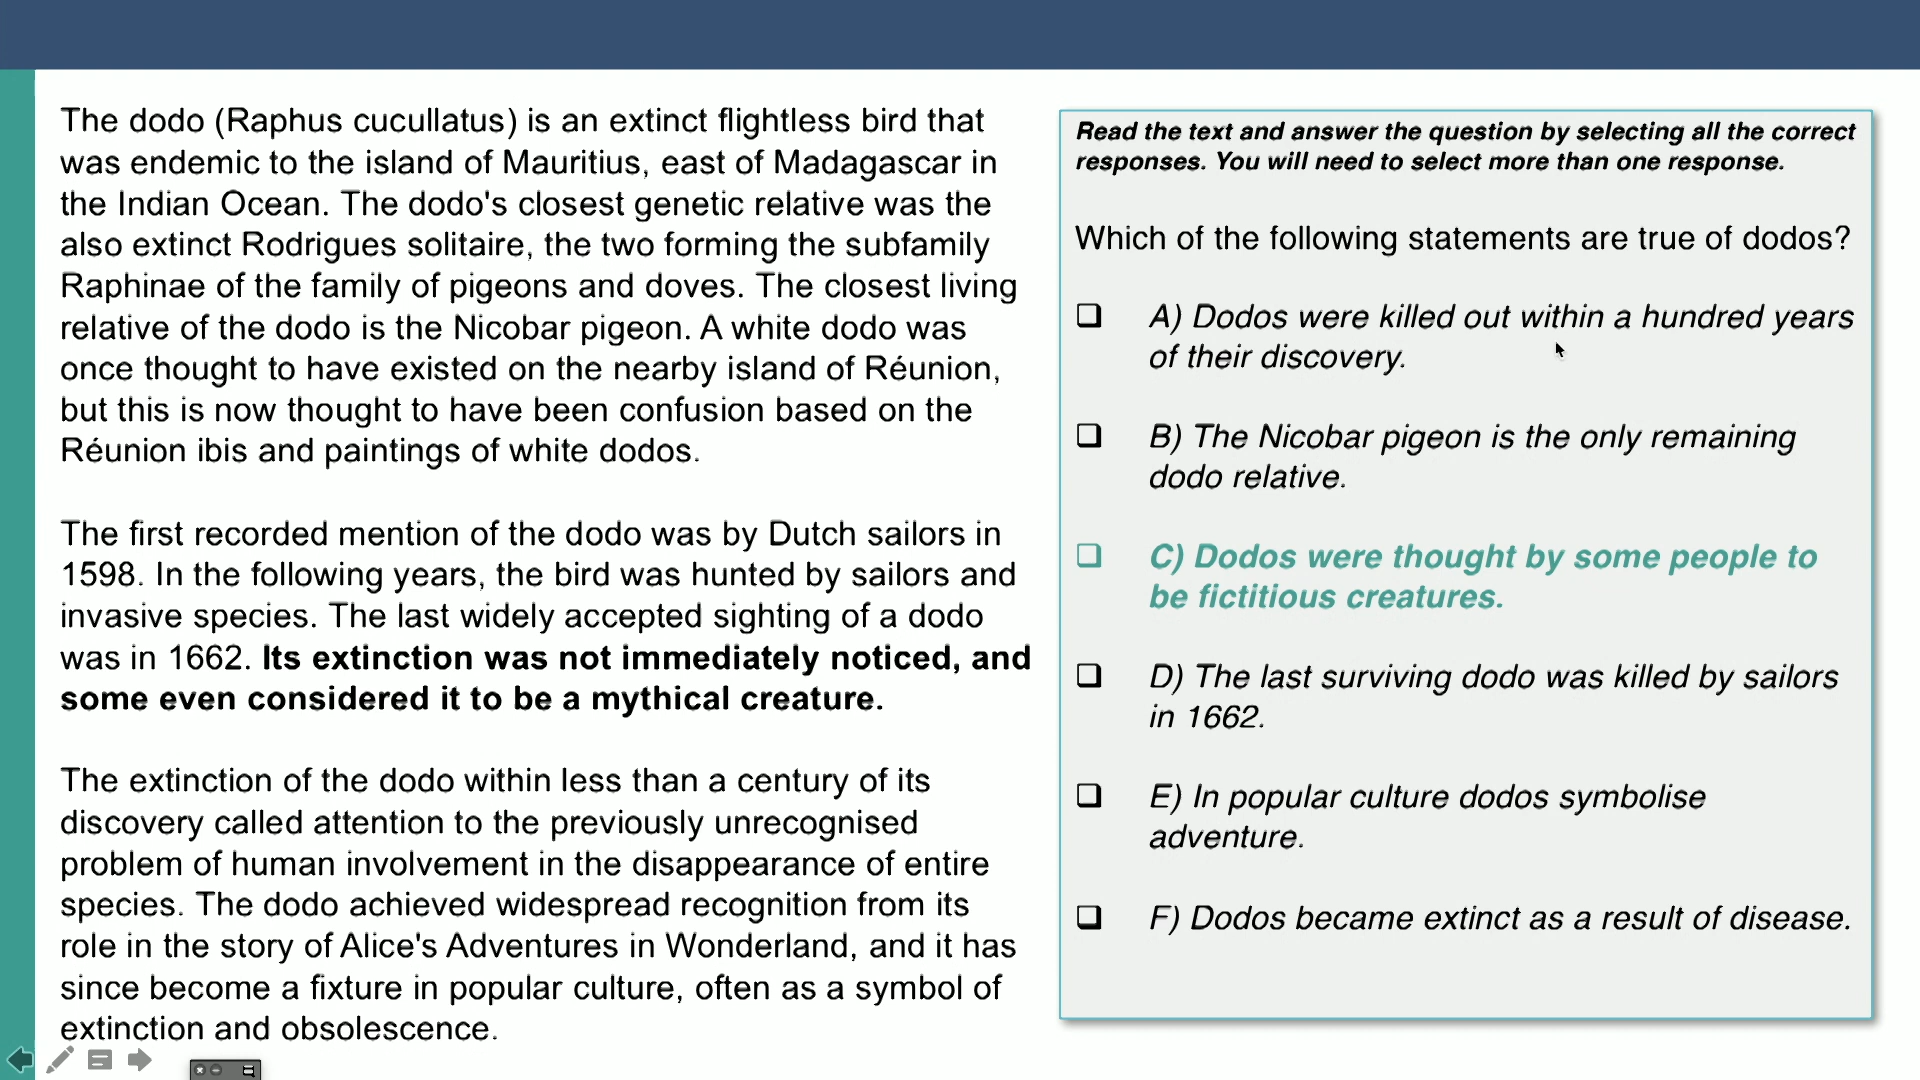 The dodo (Raphus cucullatus) is an extinct flightless bird that
was endemic to the island of Mauritius, east of Madagascar in
the Indian Ocean. The dodo's closest genetic relative was the
also extinct Rodrigues solitaire, the two forming the subfamily
Raphinae of the family of pigeons and doves. The closest living
relative of the dodo is the Nicobar pigeon. A white dodo was
once thought to have existed on the nearby island of Réunion,
but this is now thought to have been confusion based on the
Réunion ibis and paintings of white dodos.
The first recorded mention of the dodo was by Dutch sailors in
1598. In the following years, the bird was hunted by sailors and
invasive species. The last widely accepted sighting of a dodo
was in 1662. Its extinction was not immediately noticed, and
some even considered it to be a mythical creature.
The extinction of the dodo within less than a century of its
discovery called attention to the previously unrecognised
problem of human involvement in the disappearance of entire
species. The dodo achieved widespread recognition from its
role in the story of Alice's Adventures in Wonderland, and it has
since become a fixture in popular culture, often as a symbol of
extinction and obsolescence.
Read the text and answer the question by selecting all the correct
responses. You will need to select more than one response.
Which of the following statements are true of dodos?
A) Dodos were killed out within a hundred years
of their discovery.
B) The Nicobar pigeon is the only remaining
dodo relative.
C) Dodos were thought by some people to
be fictitious creatures.
D) The last surviving dodo was killed by sailors
in 1662.
E) In popular culture dodos symbolise
adventure.
F) Dodos became extinct as a result of disease.